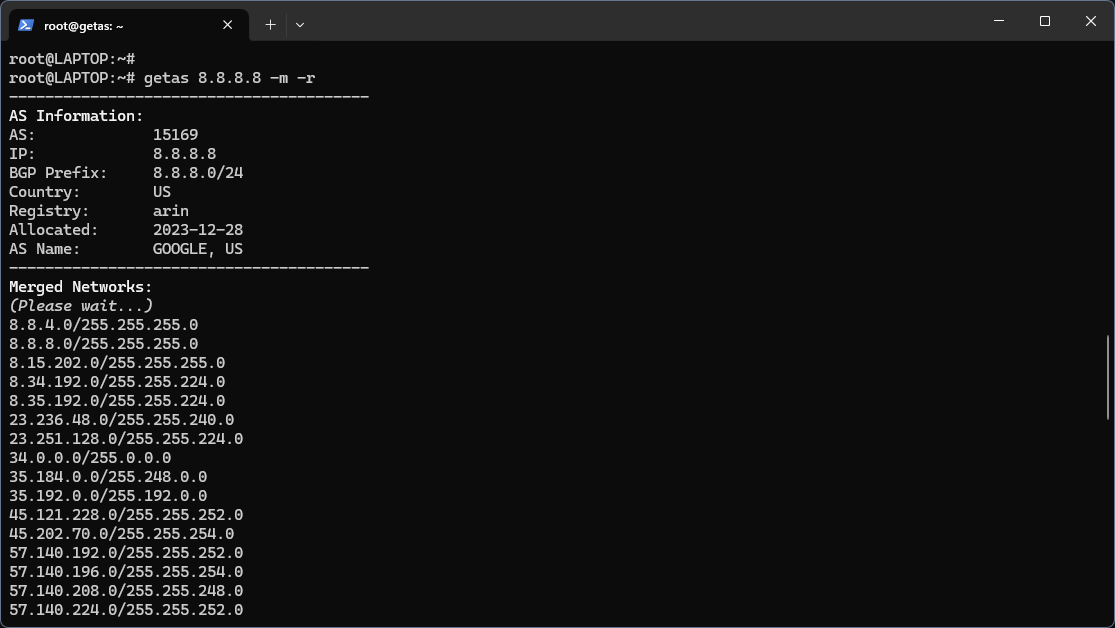 root@getas: ~
root@LAPTOP:~#
root@LAPTOP:~# getas 8.8.8.8 -m -r
----------------------------------------
AS Information:
AS: 15169
IP: 8.8.8.8
BGP Prefix: 8.8.8.0/24
Country: US
Registry: arin
Allocated: 2023-12-28
AS Name: GOOGLE, US
----------------------------------------
Merged Networks:
(Please wait...)
8.8.4.0/255.255.255.0
8.8.8.0/255.255.255.0
8.15.202.0/255.255.255.0
8.34.192.0/255.255.224.0
8.35.192.0/255.255.224.0
23.236.48.0/255.255.240.0
23.251.128.0/255.255.224.0
34.0.0.0/255.0.0.0
35.184.0.0/255.248.0.0
35.192.0.0/255.192.0.0
45.121.228.0/255.255.252.0
45.202.70.0/255.255.254.0
57.140.192.0/255.255.252.0
57.140.196.0/255.255.254.0
57.140.208.0/255.255.248.0
57.140.224.0/255.255.252.0